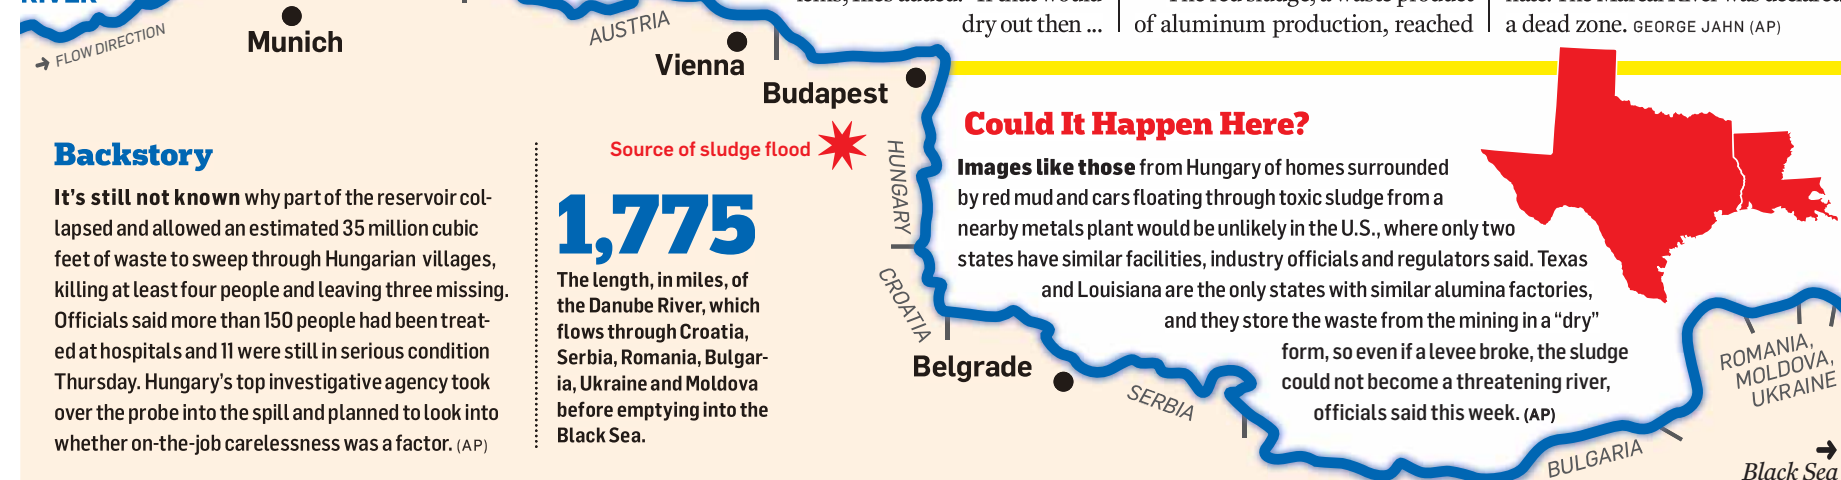 RIVER
FLOW DIRECTION
Munich
AUSTRIA
Vienna
Budapest
dry out then ...
of aluminum production, reached
a dead zone. GEORGE JAHN (AP)
Backstory
It's still not known why part of the reservoir col-
lapsed and allowed an estimated 35 million cubic
feet of waste to sweep through Hungarian villages,
killing at least four people and leaving three missing.
Officials said more than 150 people had been treat-
ed at hospitals and 11 were still in serious condition
Thursday. Hungary's top investigative agency took
over the probe into the spill and planned to look into
whether on-the-job carelessness was a factor. (AP)
Source of sludge flood
1,775
The length, in miles, of
the Danube River, which
flows through Croatia,
Serbia, Romania, Bulgar-
ia, Ukraine and Moldova
before emptying into the
Black Sea.
HUNGARY
CROATIA
Belgrade
SERBIA
Could It Happen Here?
Images like those from Hungary of homes surrounded
by red mud and cars floating through toxic sludge from a
nearby metals plant would be unlikely in the U.S., where only two
states have similar facilities, industry officials and regulators said. Texas
and Louisiana are the only states with similar alumina factories,
and they store the waste from the mining in a “dry”
form, so even if a levee broke, the sludge
could not become a threatening river,
officials said this week. (AP)
ROMANIA,
MOLDOVA,
UKRAINE
BULGARIA
Black Sea